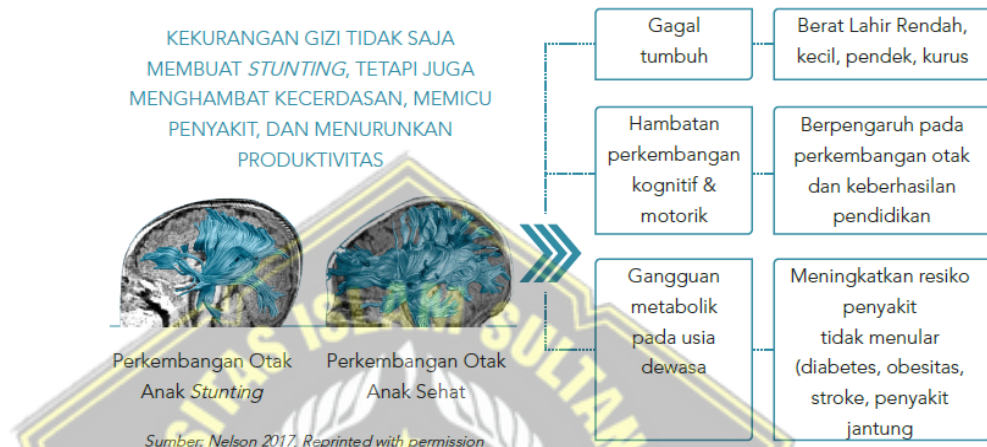 KEKURANGAN GIZI TIDAK SAJA
MEMBUAT STUNTING, TETAPI JUGA
MENGHAMBAT KECERDASAN, MEMICU
PENYAKIT, DAN MENURUNKAN
PRODUKTIVITAS
Perkembangan Otak
Anak Stunting
Perkembangan Otak
Anak Sehat
Sumber: Nelson 2017. Reprinted with permission
Gagal
tumbuh
Berat Lahir Rendah,
kecil, pendek, kurus
Hambatan
perkembangan
kognitif &
motorik
Berpengaruh pada
perkembangan otak
dan keberhasilan
pendidikan
Gangguan
metabolik
pada usia
dewasa
Meningkatkan resiko
penyakit
tidak menular
(diabetes, obesitas,
stroke, penyakit
jantung
SITAS ISLAM SULTAN